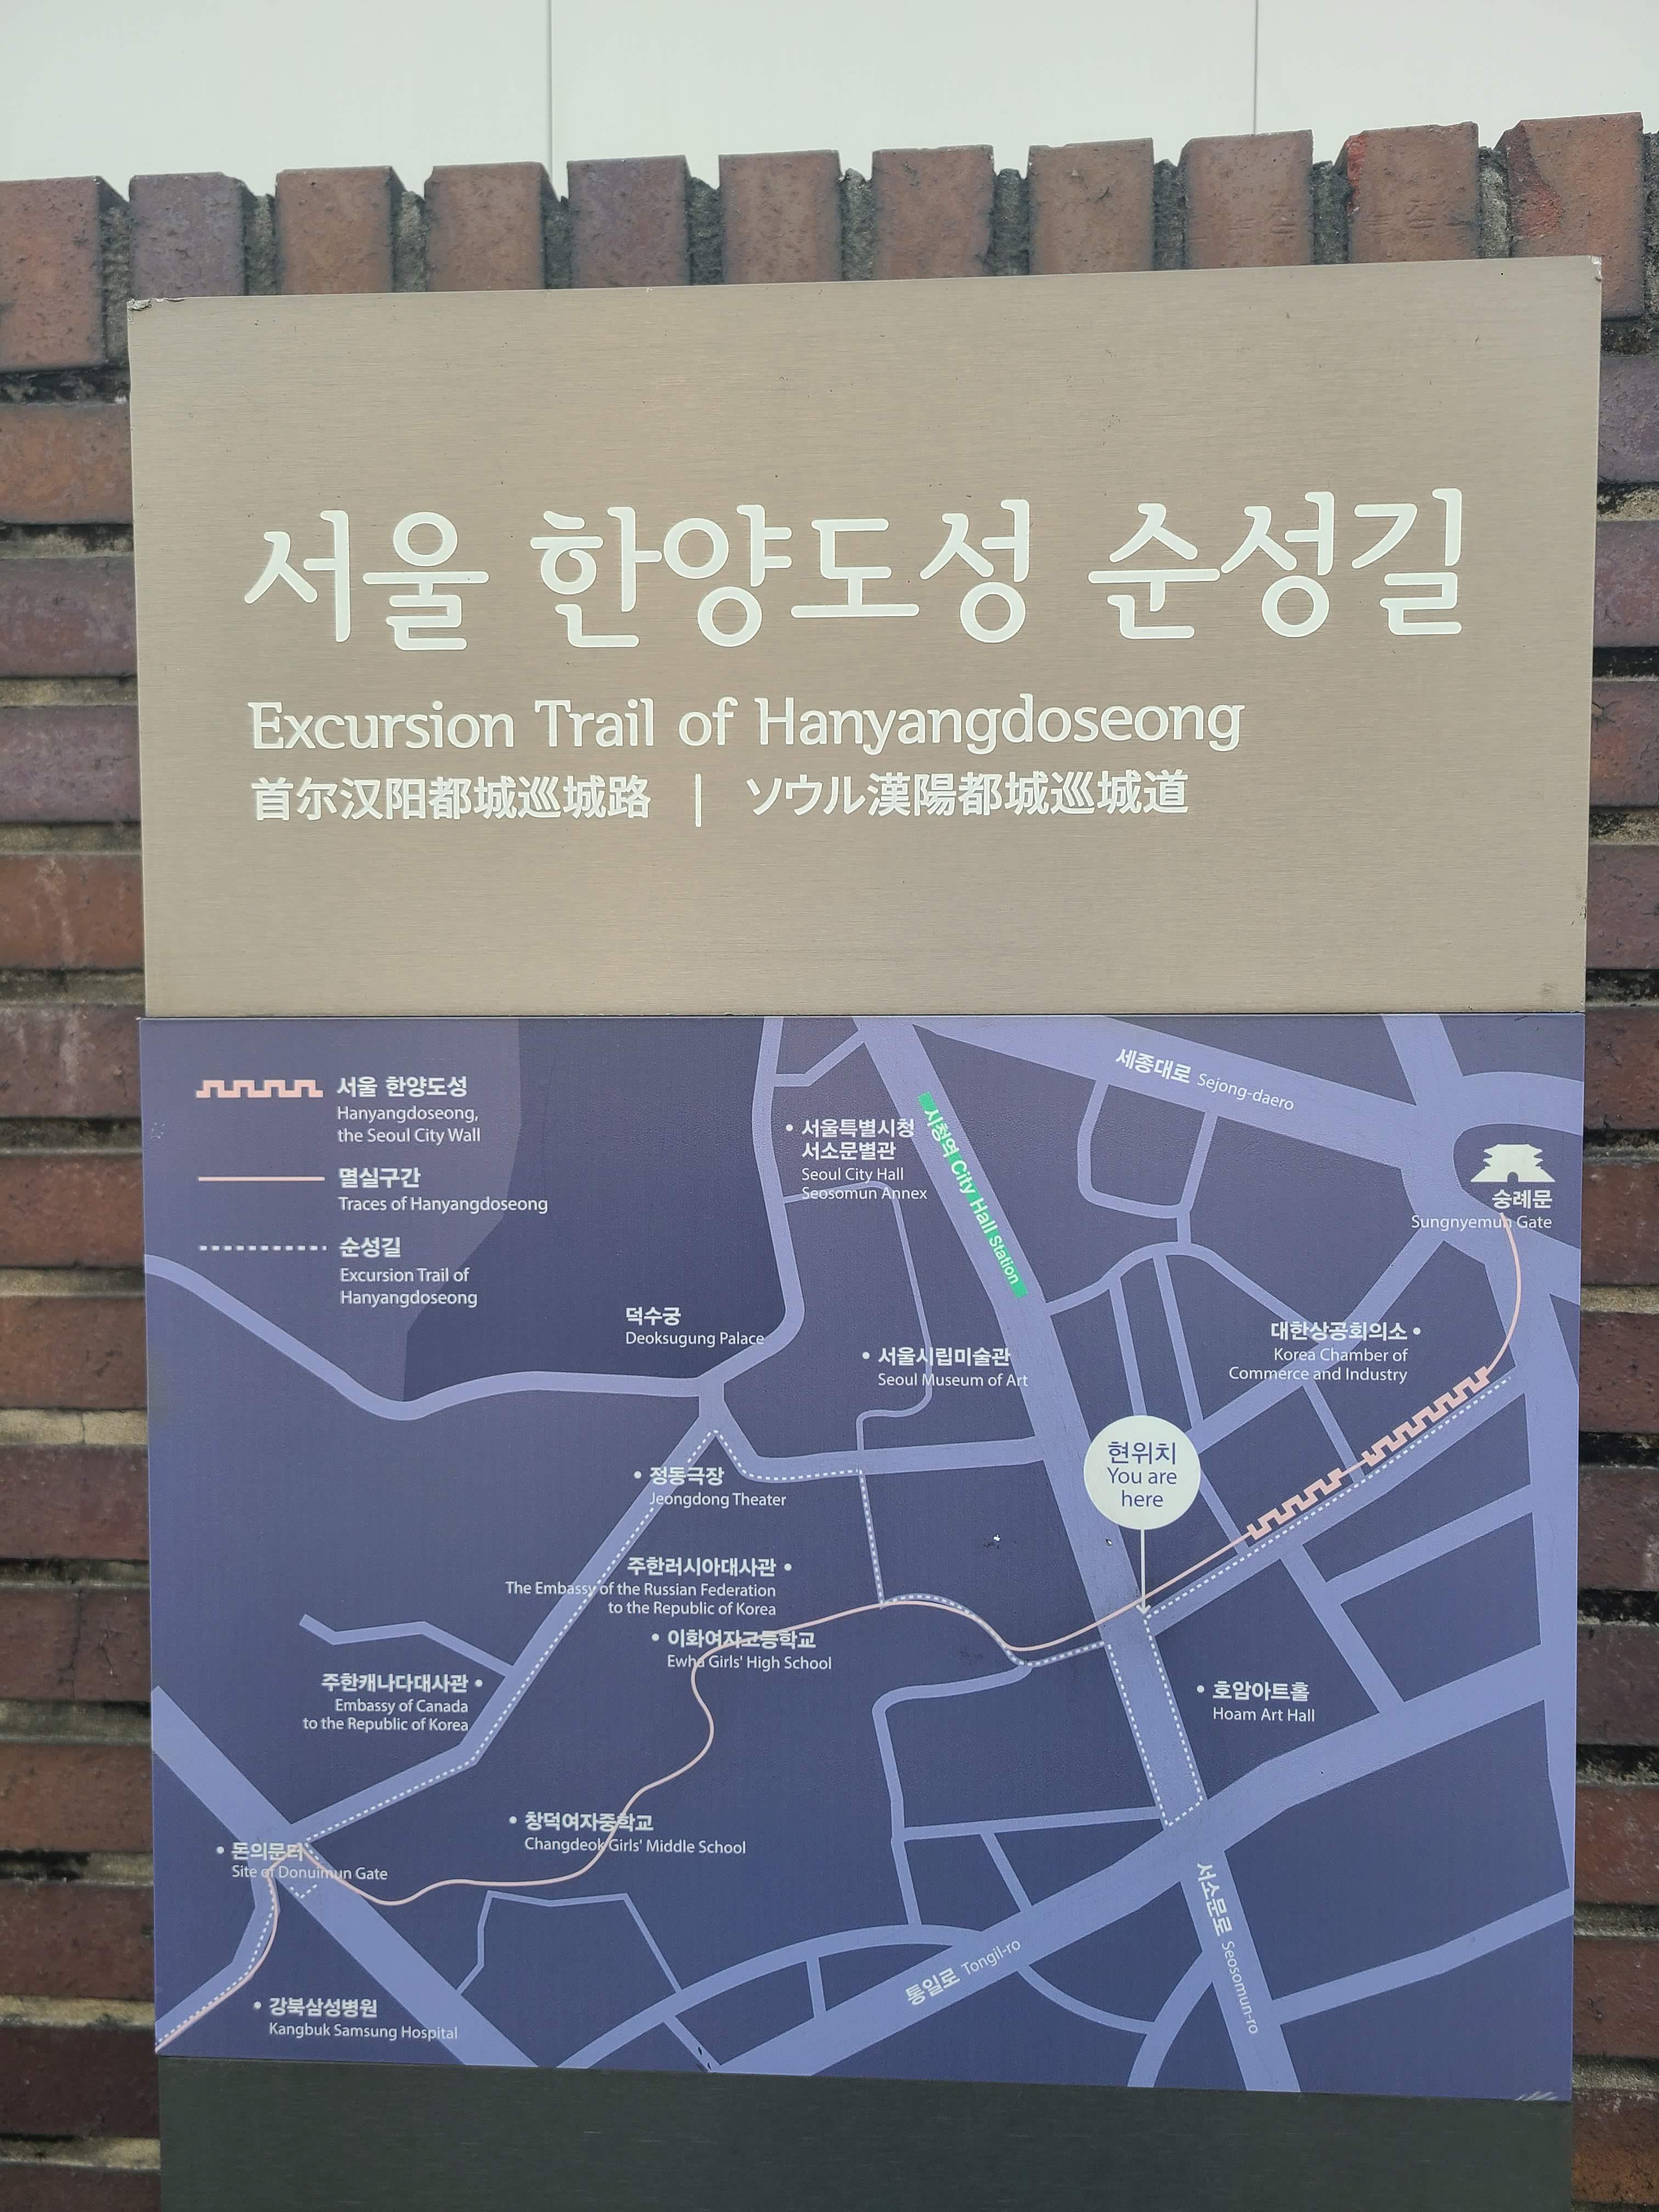 서울 한양도성 순성길
Excursion Trail of Hanyangdoseong
首尔汉阳都城巡城路 | ソウル漢陽都城巡城道
서울 한양도성
Hanyangdoseong,
the Seoul City Wall
멸실구간
Traces of Hanyangdoseong
순성길
Excursion Trail of
Hanyangdoseong
세종대로 Sejong-daero
서울특별시청
서소문별관
Seoul City Hall
Seosomun Annex
시청역 City Hall Station
숭례문
Sungnyemun Gate
덕수궁
Deoksugung Palace
서울시립미술관
Seoul Museum of Art
대한상공회의소
Korea Chamber of
Commerce and Industry
현위치
You are
here
정동극장
Jeongdong Theater
주한러시아대사관
The Embassy of the Russian Federation
to the Republic of Korea
이화여자고등학교
Ewha Girls' High School
주한캐나다대사관
Embassy of Canada
to the Republic of Korea
호암아트홀
Hoam Art Hall
창덕여자중학교
Changdeok Girls' Middle School
돈의문터
Site of Donuimun Gate
서소문로 Seosomun-ro
통일로 Tongil-ro
강북삼성병원
Kangbuk Samsung Hospital